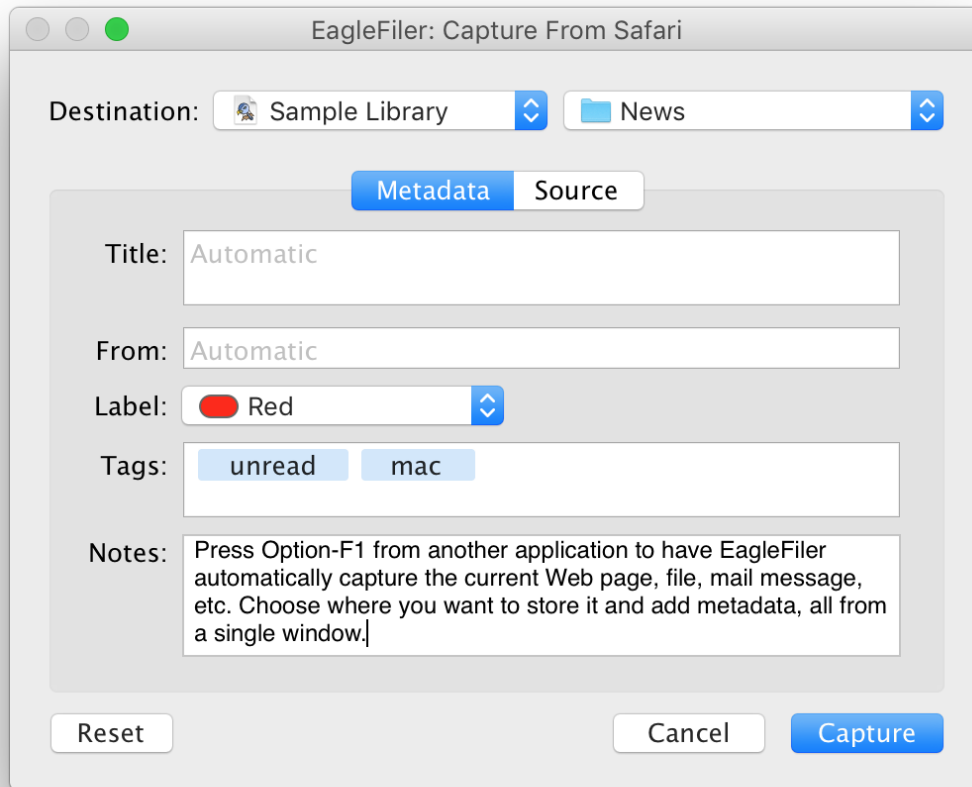 EagleFiler: Capture From Safari
Destination: Sample Library News
Metadata Source
Title: Automatic
From: Automatic
Label: Red
Tags: unread mac
Notes: Press Option-F1 from another application to have EagleFiler
automatically capture the current Web page, file, mail message,
etc. Choose where you want to store it and add metadata, all from
a single window.
Reset Cancel Capture